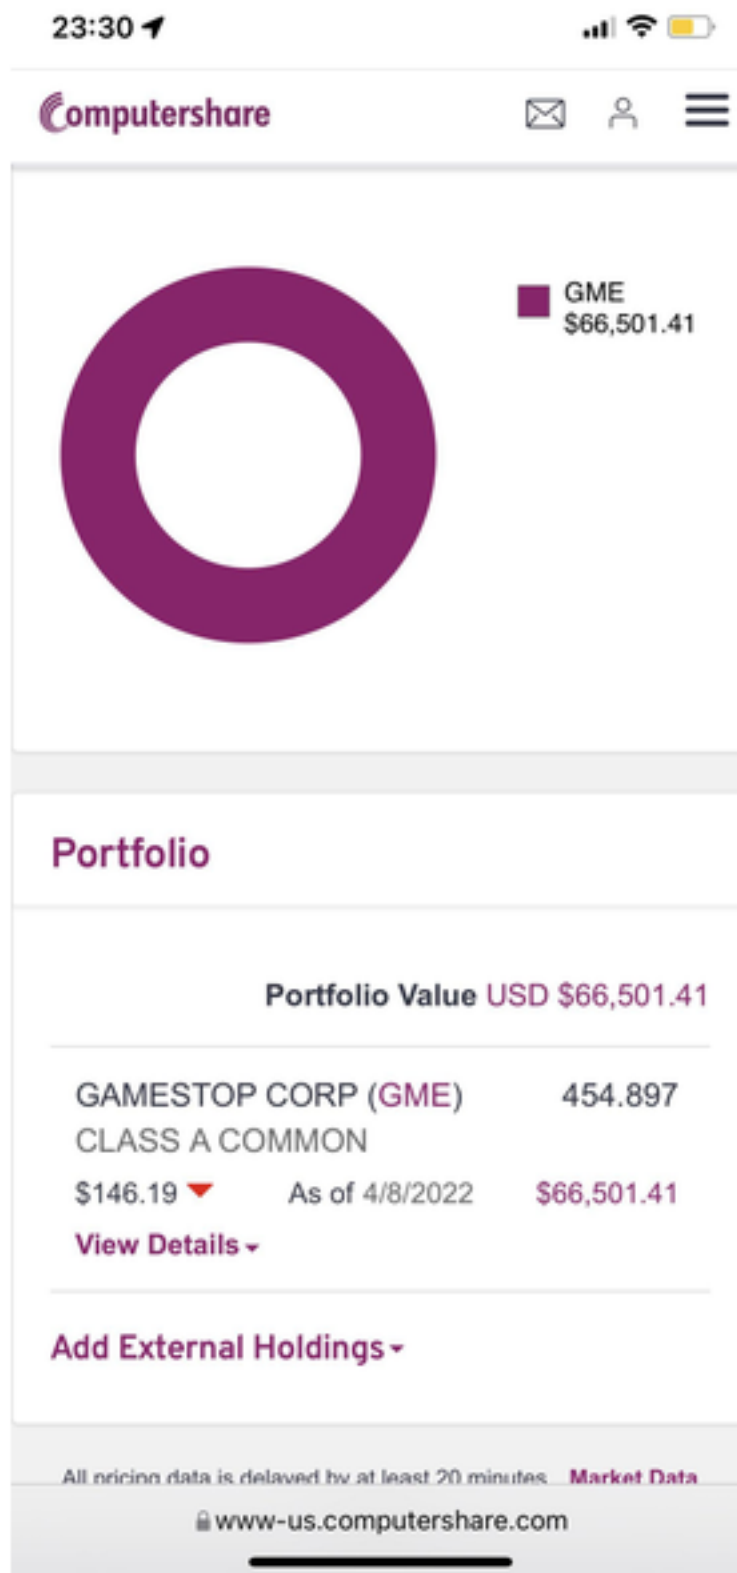 23:30
Computershare
GME
$66,501.41
Portfolio
Portfolio Value USD $66,501.41
GAMESTOP CORP (GME) 454.897
CLASS A COMMON
$146.19 As of 4/8/2022 $66,501.41
View Details
Add External Holdings
All pricing data is delayed by at least 20 minutes Market Data
www-us.computershare.com